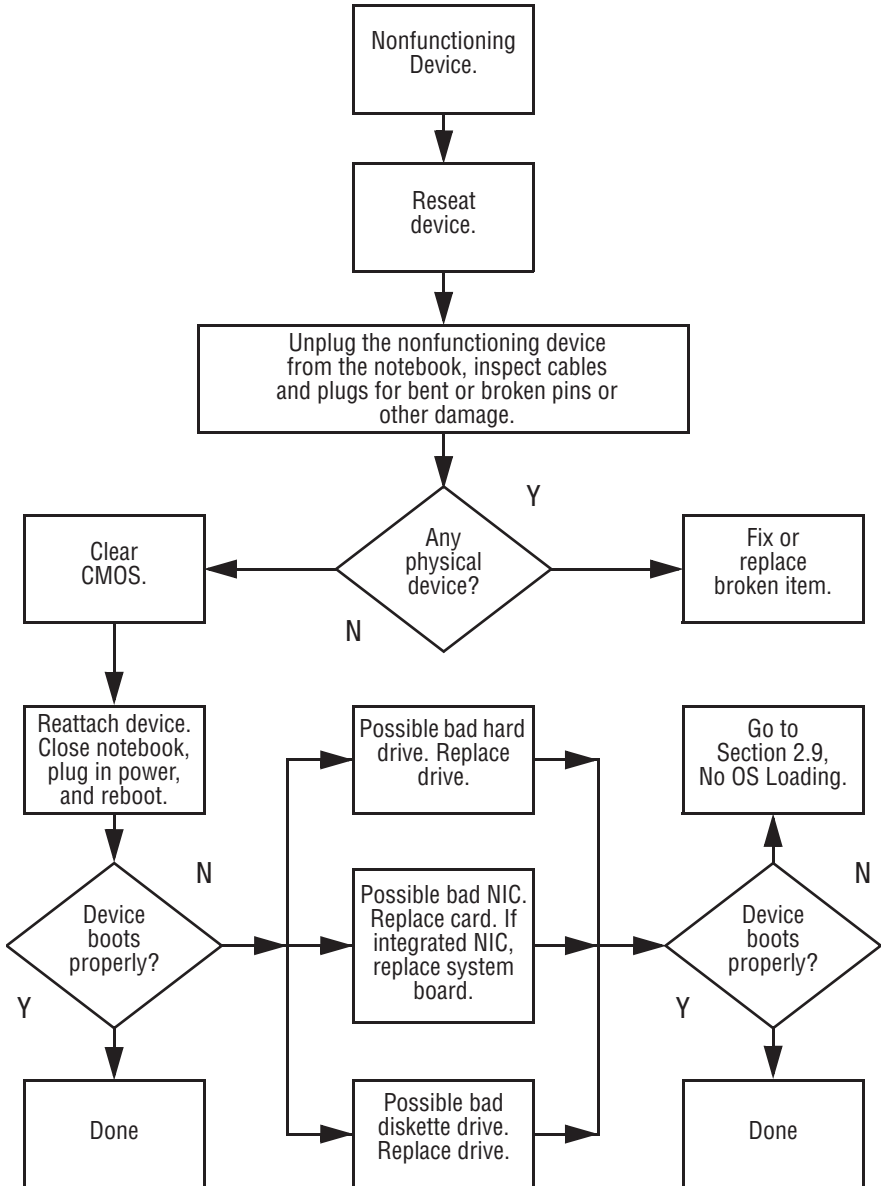 Nonfunctioning
Device.
Reseat
device.
Unplug the nonfunctioning device
from the notebook, inspect cables
and plugs for bent or broken pins or
other damage.
Y
Clear
CMOS.
Any
physical
device?
Fix or
replace
broken item.
N
Reattach device.
Close notebook,
plug in power,
and reboot.
Possible bad hard
drive. Replace
drive.
Go to
Section 2.9,
No OS Loading.
N
N
Device
boots
properly?
Possible bad NIC.
Replace card. If
integrated NIC,
replace system
board.
Device
boots
properly?
Y
Y
Done
Possible bad
diskette drive.
Replace drive.
Done